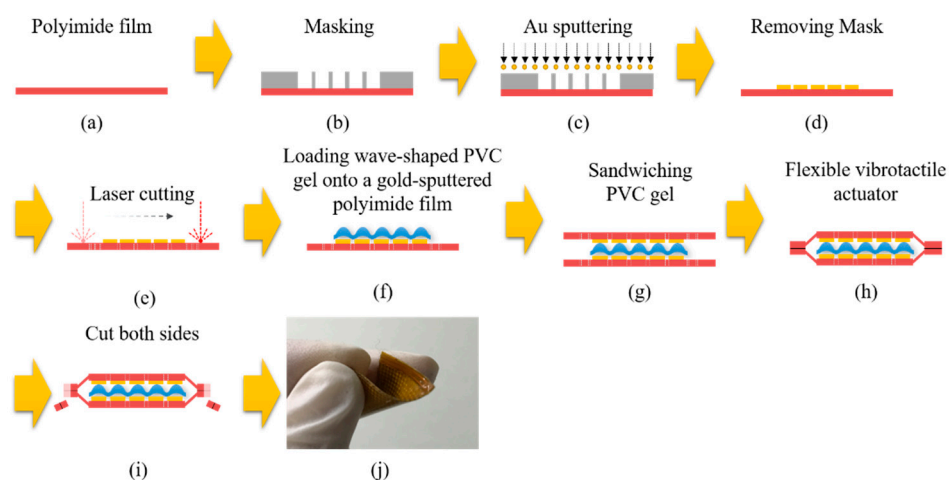 Polyimide film
Masking
Au sputtering
Removing Mask
(a)
(b)
(c)
(d)
Laser cutting
Loading wave-shaped PVC
gel onto a gold-sputtered
polyimide film
Sandwiching
PVC gel
Flexible vibrotactile
actuator
(e)
(f)
(g)
(h)
Cut both sides
(i)
(j)